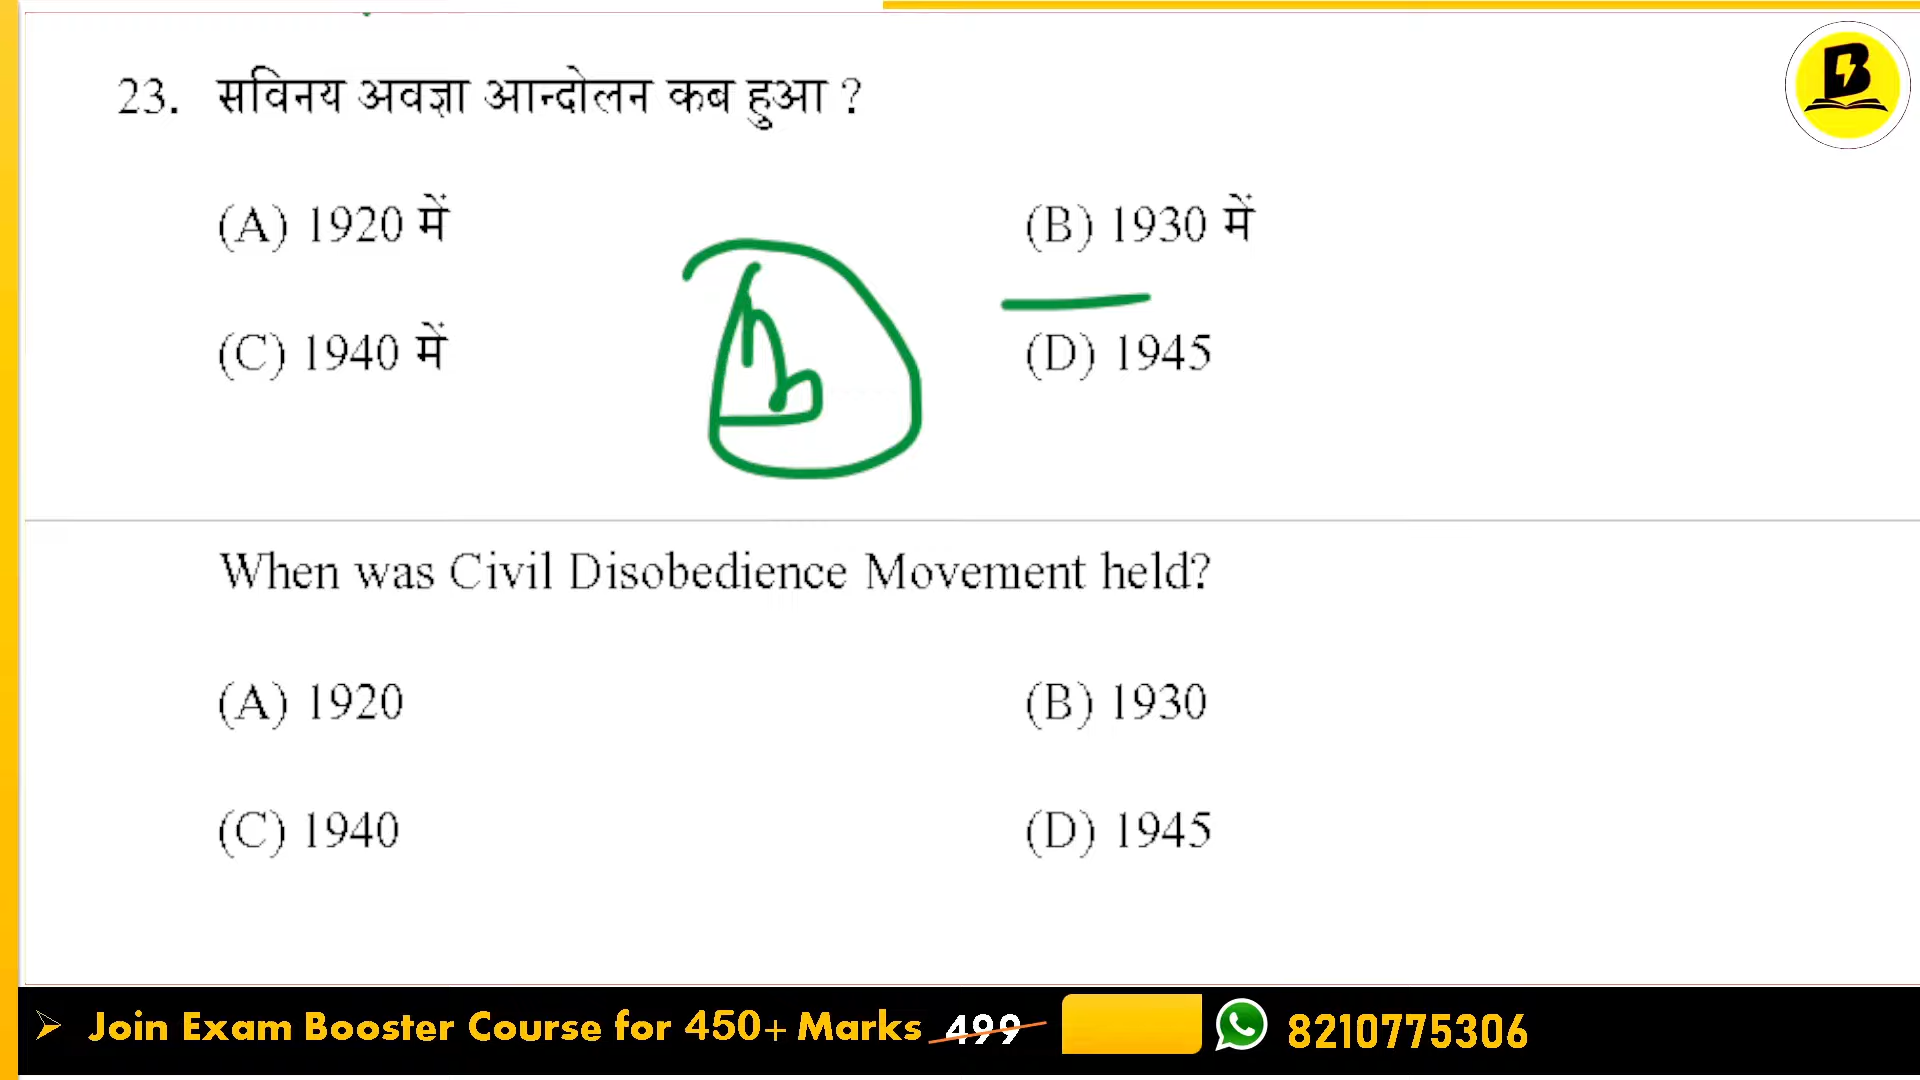 23. सविनय अवज्ञा आन्दोलन कब हुआ ?
(A) 1920 में (B) 1930 में
(C) 1940 में (D) 1945
When was Civil Disobedience Movement held?
(A) 1920 (B) 1930
(C) 1940 (D) 1945
➢ Join Exam Booster Course for 450+ Marks 499 8210775306